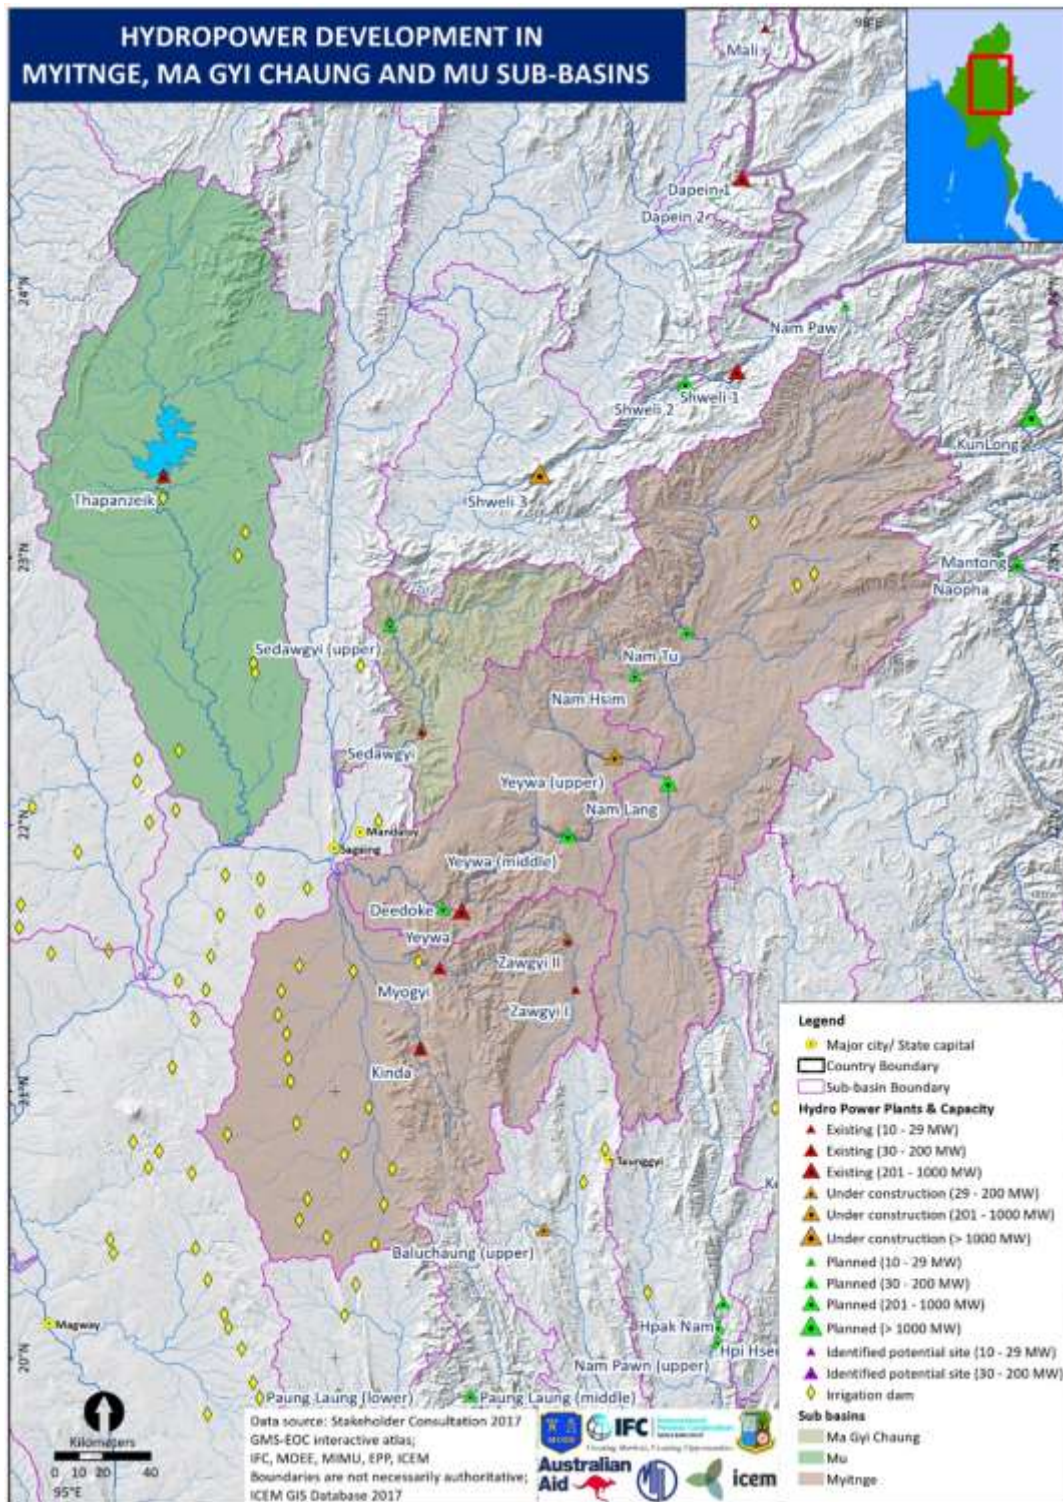 HYDROPOWER DEVELOPMENT IN
MYITNGE, MA GYI CHAUNG AND MU SUB-BASINS
98°E
Mali
Dapein 1
Dapein 2
24°N
Nam Paw
Shweli 1
Shweli 2
KunLong
Shweli 3
Thapanzeik
23°N
Mantong
Naopha
Sedawgyi (upper)
Nam Tu
Nam Hsim
Sedawgyi
Yeywa (upper)
Nam Lang
22°N
Mandalay
Sagaing
Yeywa (middle)
Deedoke
Yeywa
Zawgyi II
Myogyi
Zawgyi I
Kinda
21°N
Taunggyi
Baluchaung (upper)
Magway
Hpak Nam
20°N
Nam Pawn (upper)
Paung Laung (lower)
Paung Laung (middle)
Legend
Major city/ State capital
Country Boundary
Sub-basin Boundary
Hydro Power Plants & Capacity
Existing (10 - 29 MW)
Existing (30 - 200 MW)
Existing (201 - 1000 MW)
Under construction (29 - 200 MW)
Under construction (201 - 1000 MW)
Under construction (> 1000 MW)
Planned (10 - 29 MW)
Planned (30 - 200 MW)
Planned (201 - 1000 MW)
Planned (> 1000 MW)
Identified potential site (10 - 29 MW)
Identified potential site (30 - 200 MW)
Irrigation dam
Sub basins
Ma Gyi Chaung
Mu
Myitnge
Kilometers
0 10 20 40
95°E
Data source: Stakeholder Consultation 2017
GMS-EOC interactive atlas;
IFC, MOEE, MIMU, EPP, ICEM
Boundaries are not necessarily authoritative;
ICEM GIS Database 2017
IFC
Australian
Aid
icem